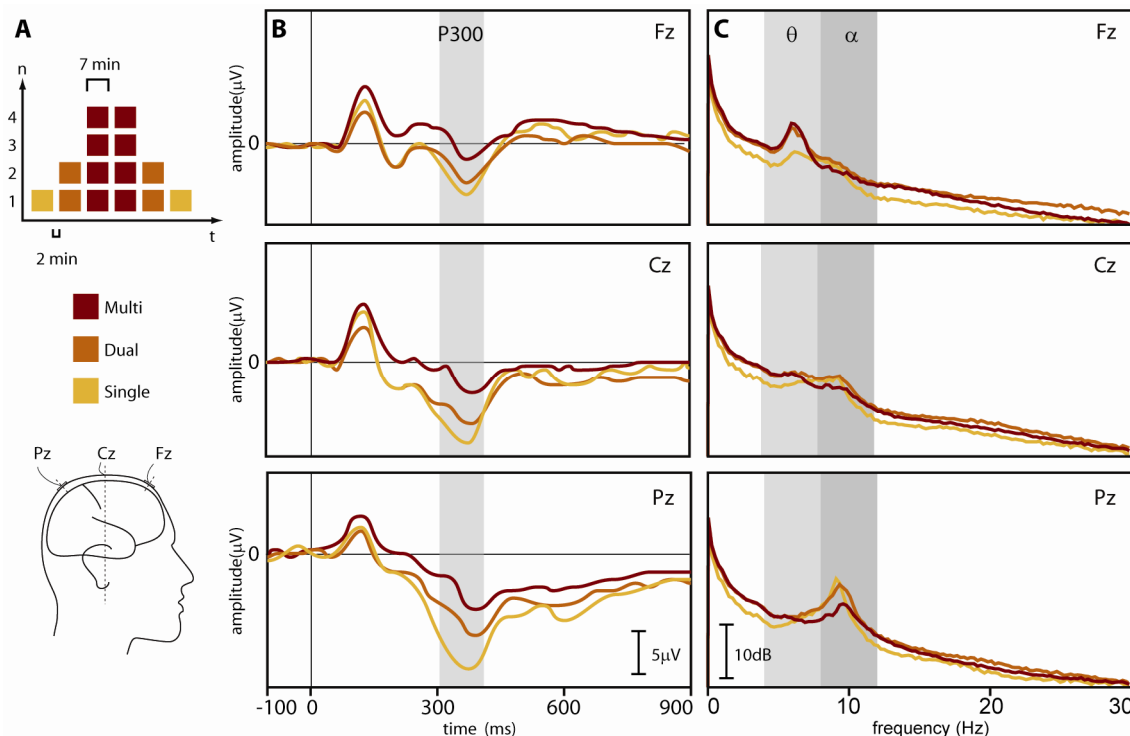 A
n
7 min
4
3
2
1
t
2 min
Multi
Dual
Single
Pz
Cz
Fz
B
P300
Fz
amplitude(μV)
0
Cz
amplitude(μV)
0
Pz
amplitude(μV)
0
5μV
-100
0
300
600
900
time (ms)
C
θ
α
Fz
Cz
Pz
10dB
0
10
20
30
frequency (Hz)